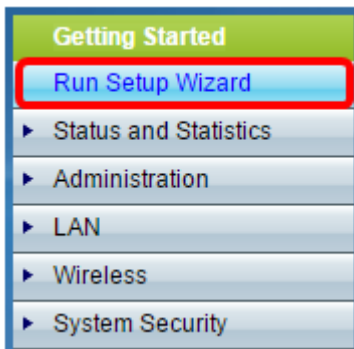 Getting Started
Run Setup Wizard
Status and Statistics
Administration
LAN
Wireless
System Security